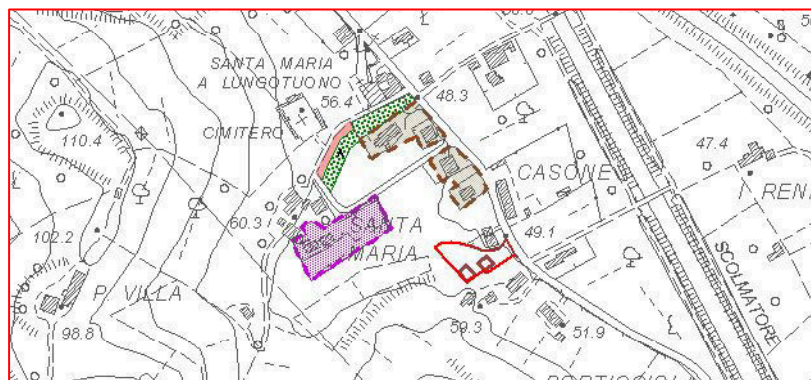 SANTA MARIA
A LUNGOTUONO
56.4
48.3
CIMITERO
110.4
47.4
CASONE
REN
60.3
SANTA
MARIA
49.1
102.2
P. VILLA
SCOLMATORE
98.8
59.3
51.9